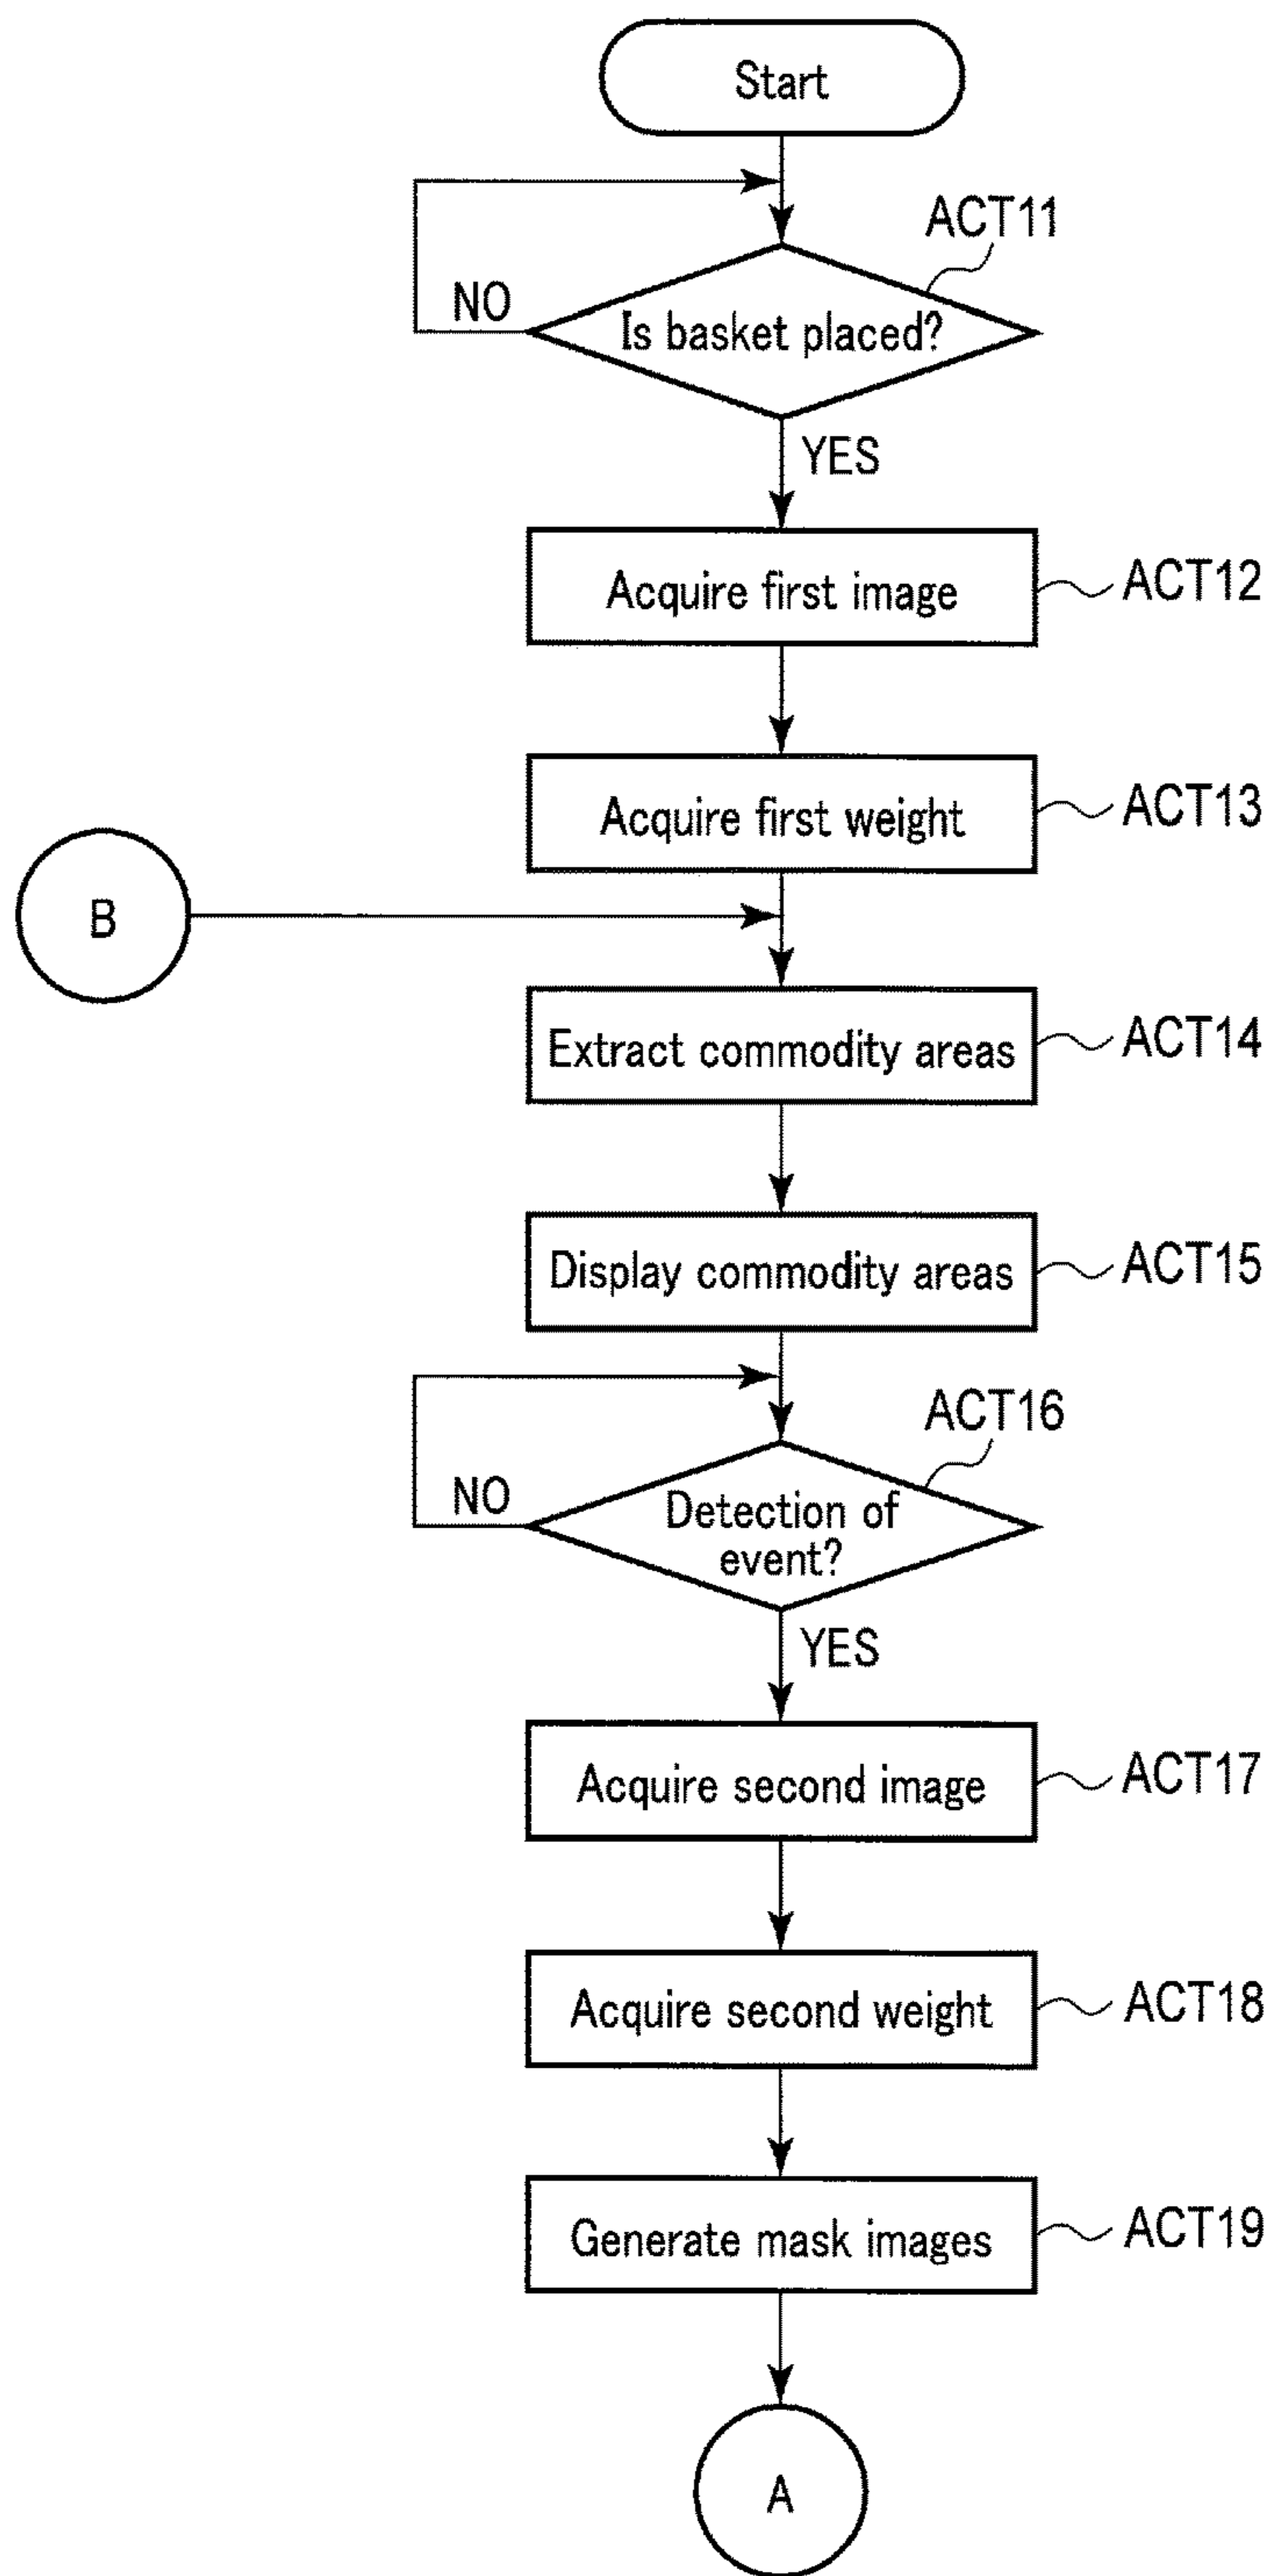 Start
ACT11
NO
Is basket placed?
YES
Acquire first image
ACT12
Acquire first weight
ACT13
B
Extract commodity areas
ACT14
Display commodity areas
ACT15
ACT16
NO
Detection of
event?
YES
Acquire second image
ACT17
Acquire second weight
ACT18
Generate mask images
ACT19
A